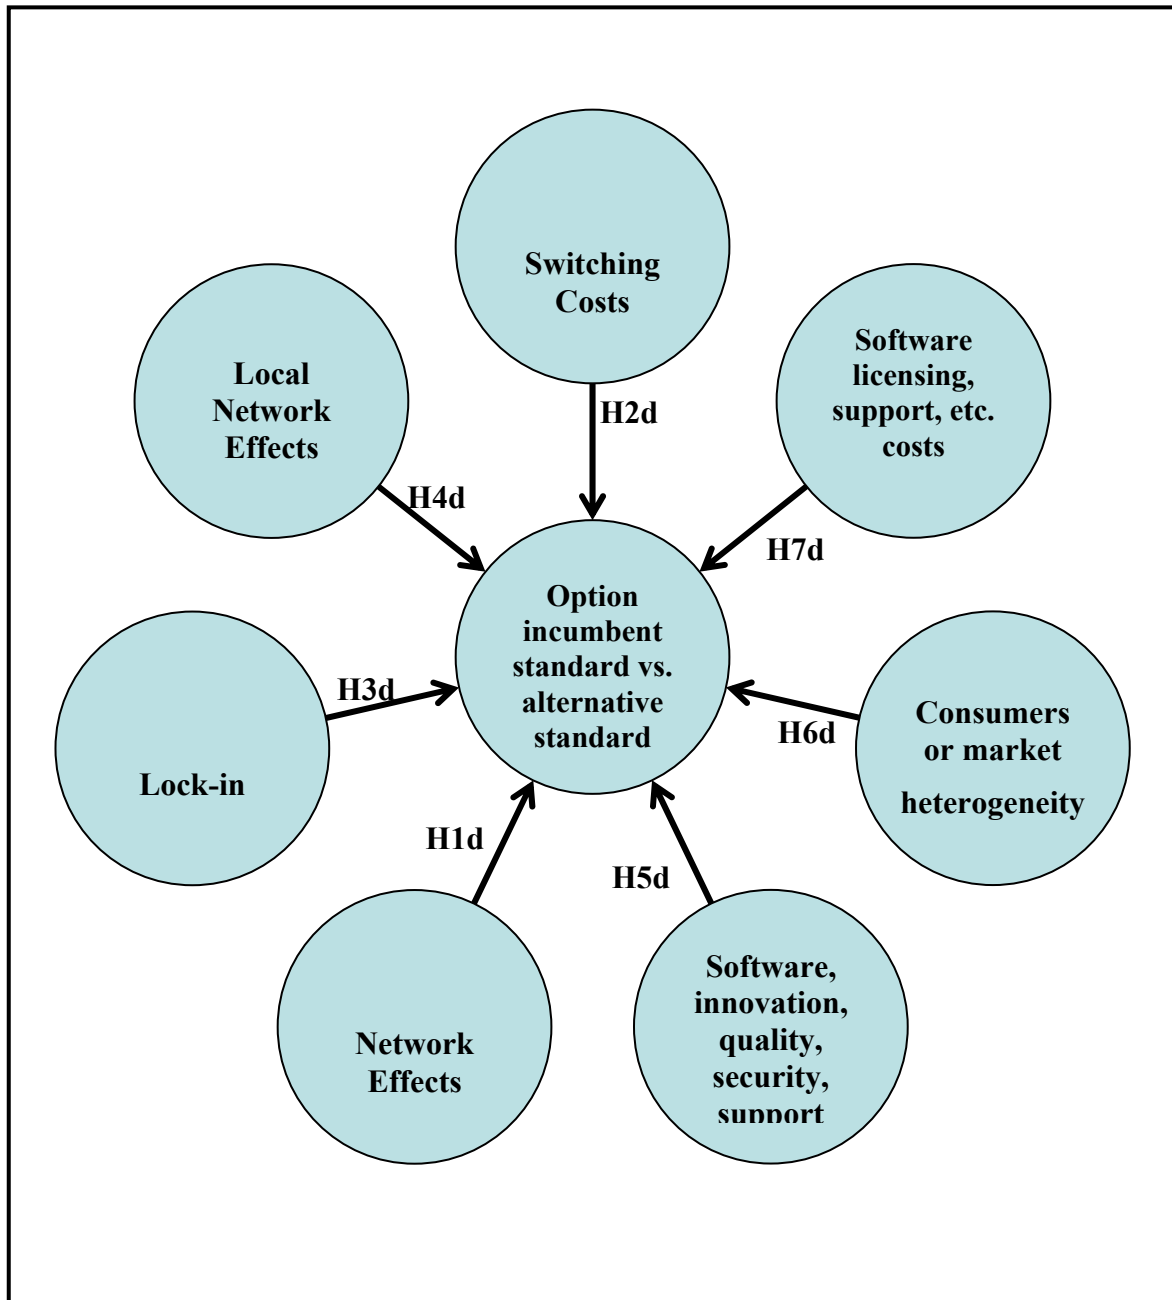 Switching
Costs
Software
licensing,
support, etc.
costs
Local
Network
Effects
H2d
H4d
H7d
Option
incumbent
standard vs.
alternative
standard
H3d
Lock-in
H6d
Consumers
or market
heterogeneity
H1d
H5d
Network
Effects
Software,
innovation,
quality,
security,
support